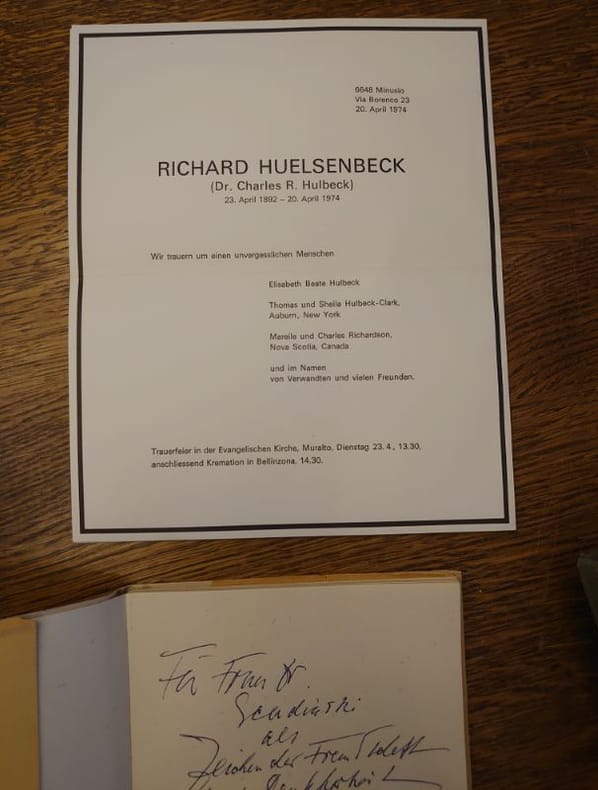 6648 Minusio
Via Borenco 23
20. April 1974
RICHARD HUELSENBECK
(Dr. Charles R. Hulbeck)
23. April 1892 – 20. April 1974
Wir trauern um einen unvergesslichen Menschen
Elisabeth Beate Hulbeck
Thomas und Sheila Hulbeck-Clark,
Auburn, New York
Mareile und Charles Richardson,
Nova Scotia, Canada
und im Namen
von Verwandten und vielen Freunden.
Trauerfeier in der Evangelischen Kirche, Muralto, Dienstag 23. 4., 13.30,
anschliessend Kremation in Bellinzona, 14.30.
Für Frau Dr.
als
Zeichen der Freundschaft
Dankbarkeit